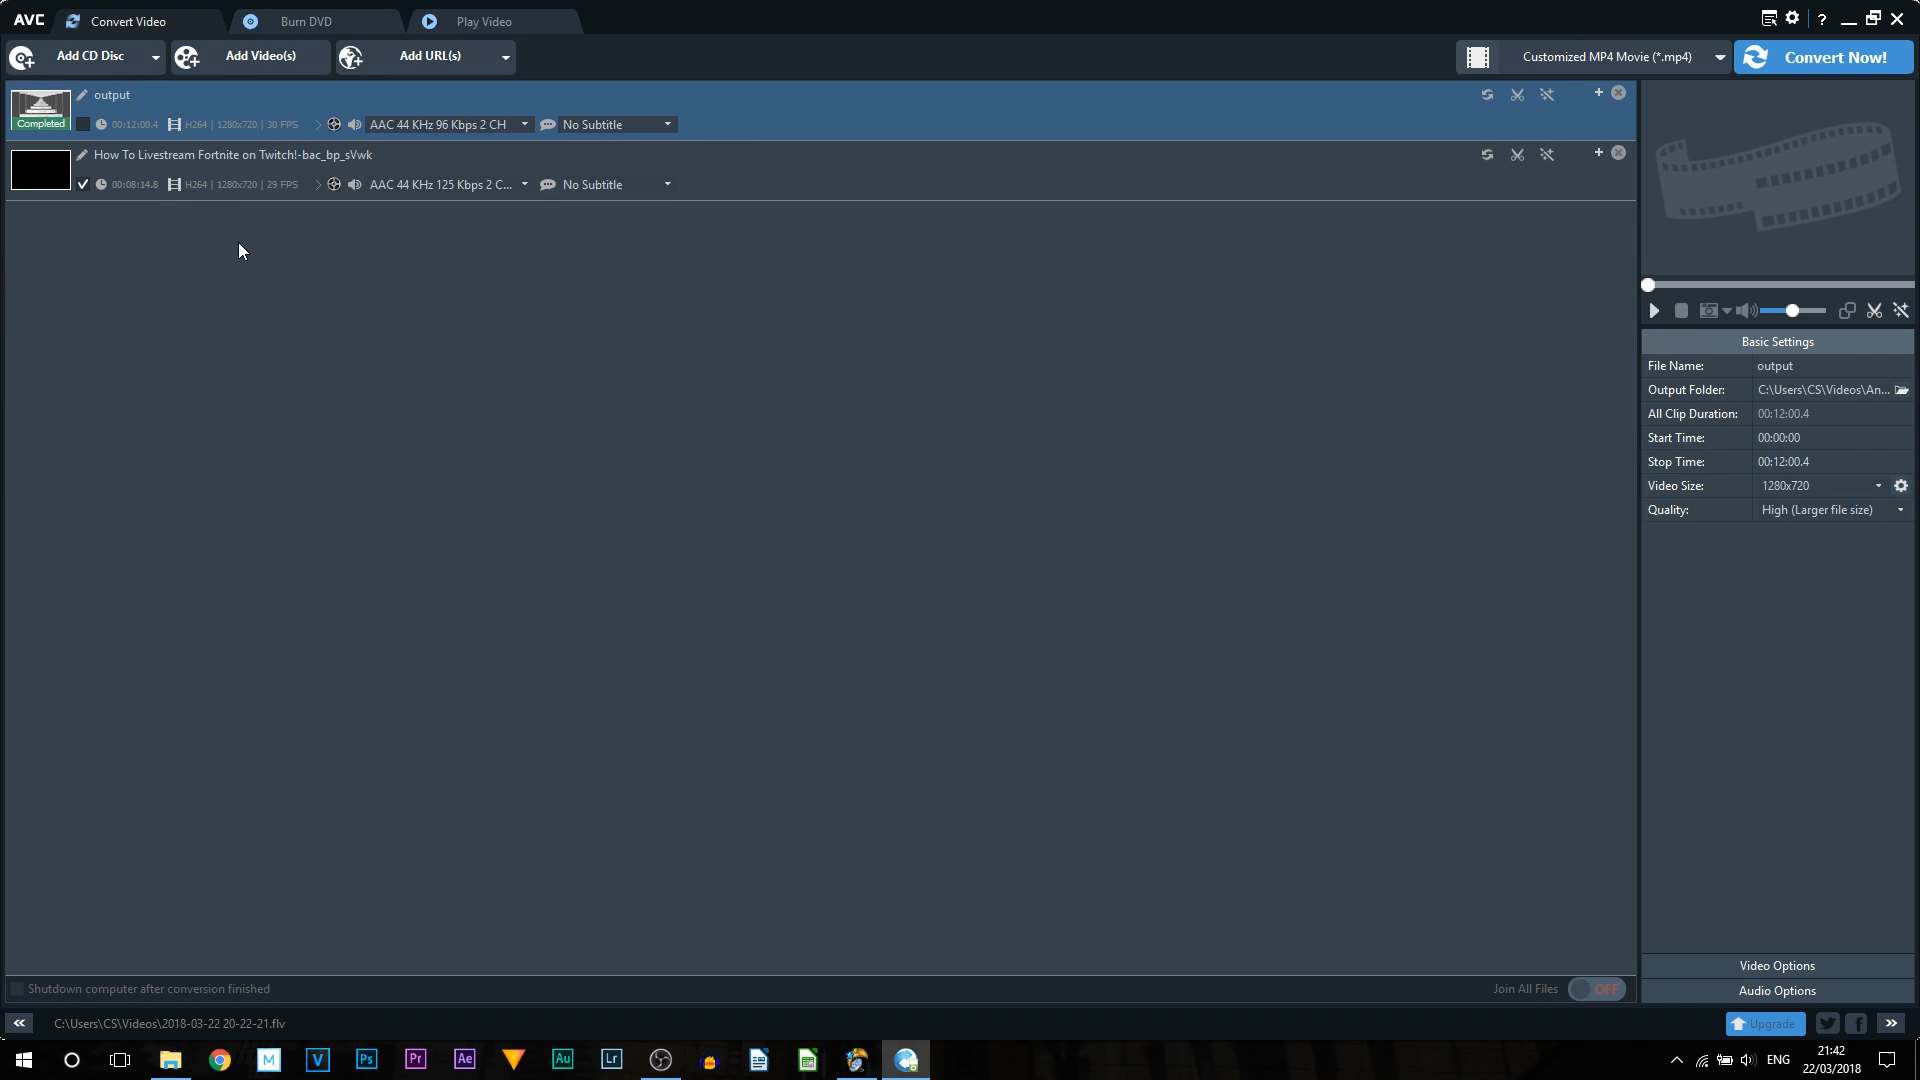 AVC Convert Video Burn DVD Play Video ?
Add CD Disc Add Video(s) Add URL(s) Customized MP4 Movie (*.mp4) Convert Now!
output
Completed 00:12:00.4 H264 | 1280x720 | 30 FPS AAC 44 KHz 96 Kbps 2 CH No Subtitle
How To Livestream Fortnite on Twitch!-bac_bp_sVwk
00:08:14.8 H264 | 1280x720 | 29 FPS AAC 44 KHz 125 Kbps 2 C... No Subtitle
Basic Settings
File Name: output
Output Folder: C:\Users\CS\Videos\An...
All Clip Duration: 00:12:00.4
Start Time: 00:00:00
Stop Time: 00:12:00.4
Video Size: 1280x720
Quality: High (Larger file size)
Video Options
Audio Options
Shutdown computer after conversion finished Join All Files OFF
C:\Users\CS\Videos\2018-03-22 20-22-21.flv Upgrade
M V Ps Pr Ae Au Lr ENG 21:42
22/03/2018